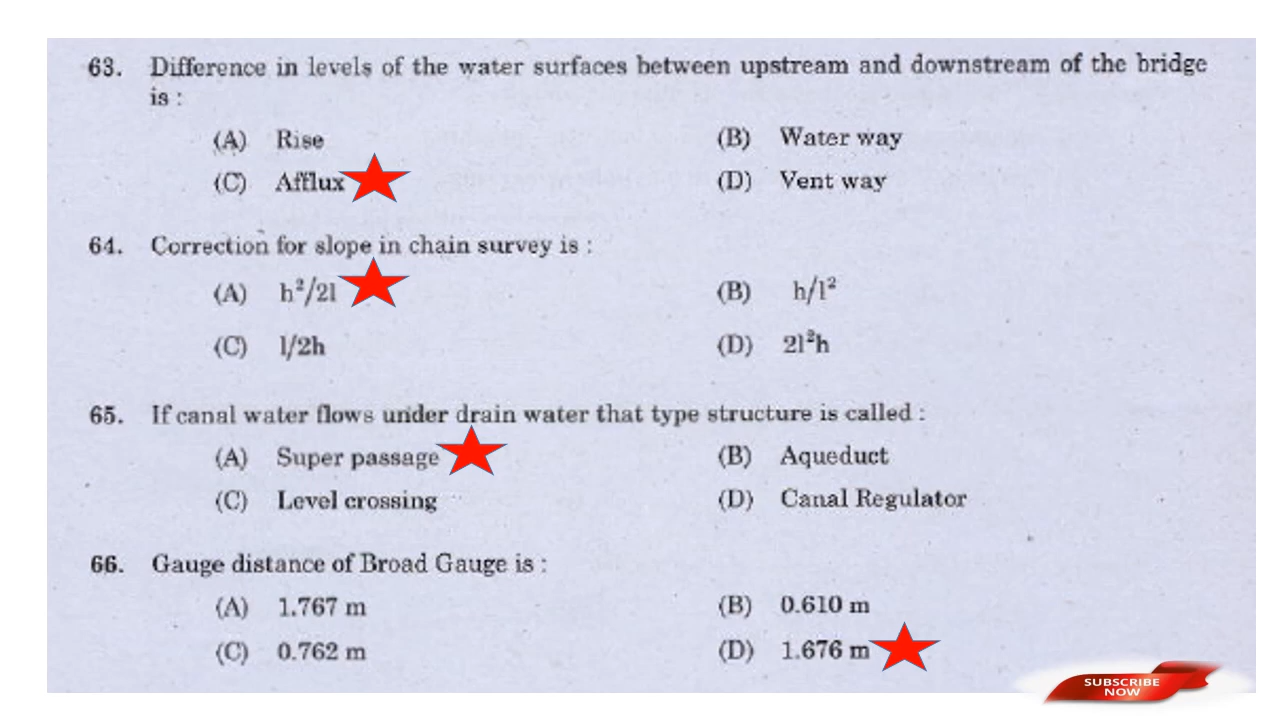 63. Difference in levels of the water surfaces between upstream and downstream of the bridge
is :
(A) Rise (B) Water way
(C) Afflux (D) Vent way
64. Correction for slope in chain survey is :
(A) h²/2l (B) h/l²
(C) l/2h (D) 2l²h
65. If canal water flows under drain water that type structure is called :
(A) Super passage (B) Aqueduct
(C) Level crossing (D) Canal Regulator
66. Gauge distance of Broad Gauge is :
(A) 1.767 m (B) 0.610 m
(C) 0.762 m (D) 1.676 m
SUBSCRIBE
NOW